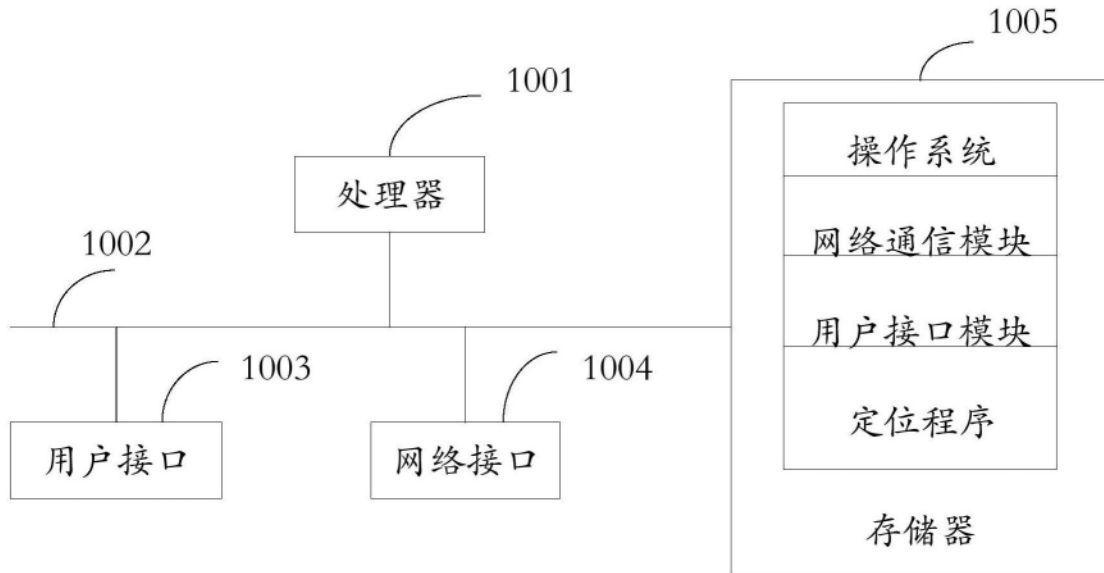 1005
1001
操作系统
处理器
1002
网络通信模块
用户接口模块
1003
1004
定位程序
用户接口
网络接口
存储器